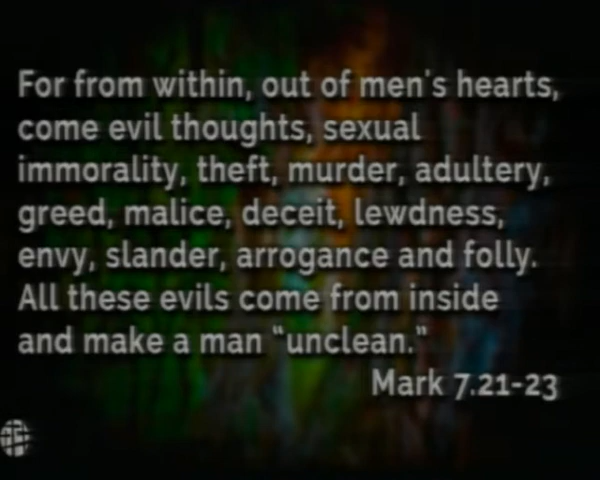 For from within, out of men's hearts,
come evil thoughts, sexual
immorality, theft, murder, adultery,
greed, malice, deceit, lewdness,
envy, slander, arrogance and folly.
All these evils come from inside
and make a man "unclean."
Mark 7.21-23